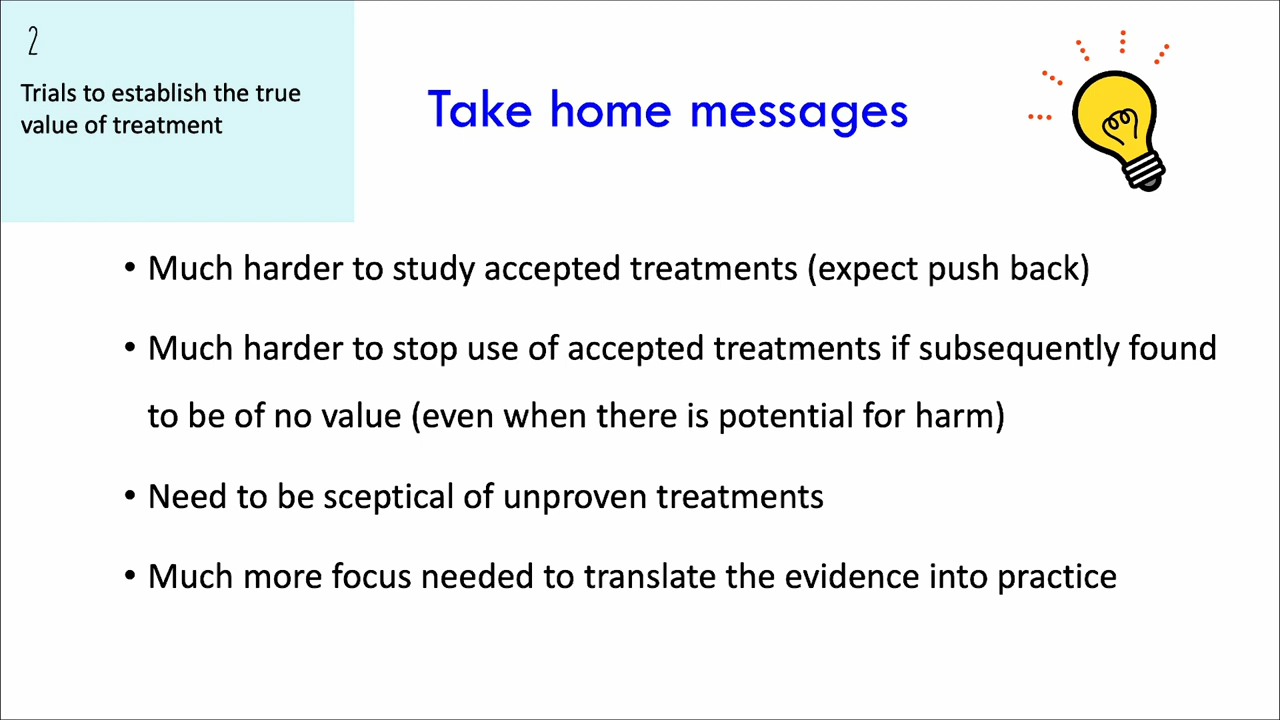 2
Trials to establish the true
value of treatment
Take home messages
• Much harder to study accepted treatments (expect push back)
• Much harder to stop use of accepted treatments if subsequently found
to be of no value (even when there is potential for harm)
• Need to be sceptical of unproven treatments
• Much more focus needed to translate the evidence into practice